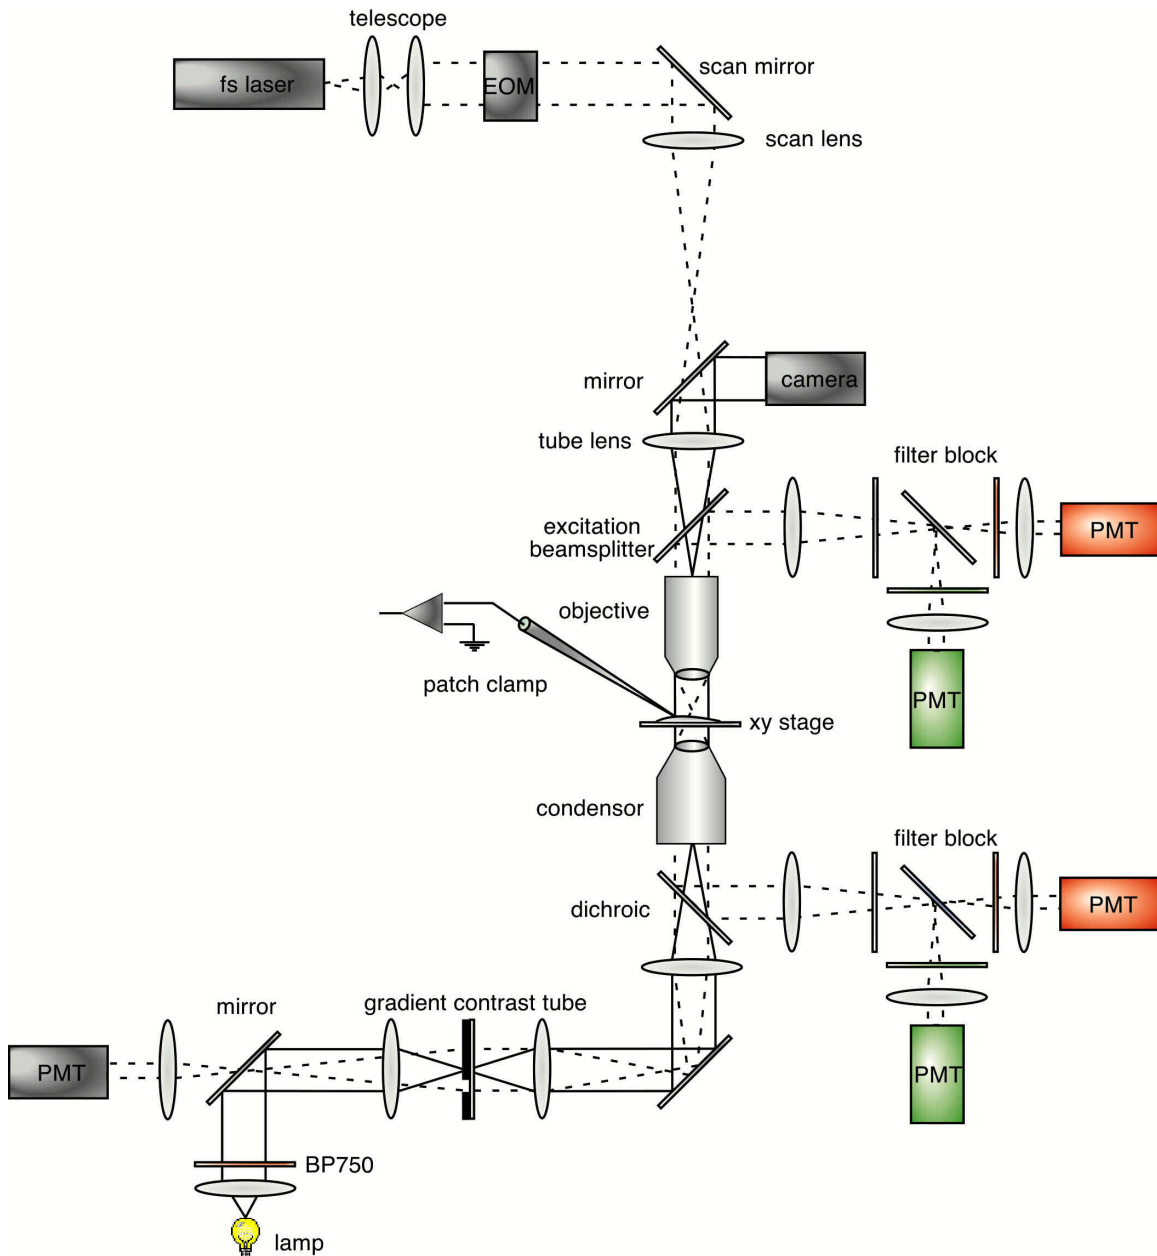 telescope
fs laser
EOM
scan mirror
scan lens
mirror
camera
tube lens
filter block
excitation
beamsplitter
PMT
objective
patch clamp
PMT
xy stage
condensor
filter block
dichroic
PMT
mirror
gradient contrast tube
PMT
PMT
BP750
lamp